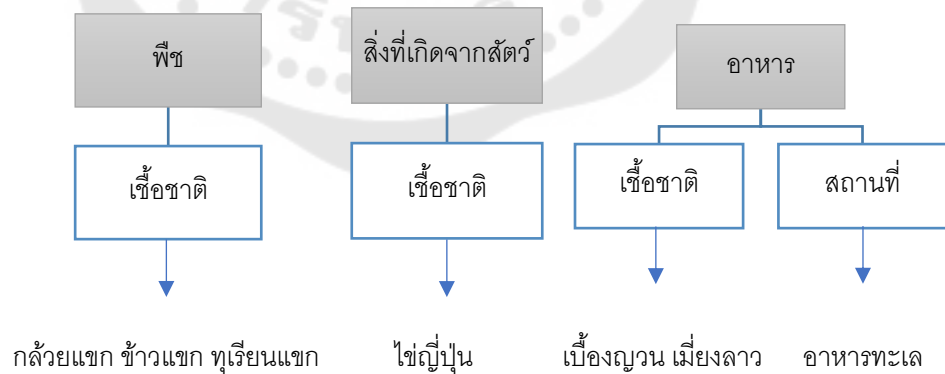 พืช
สิ่งที่เกิดจากสัตว์
อาหาร
เชื้อชาติ
เชื้อชาติ
เชื้อชาติ
สถานที่
กล้วยแขก ข้าวแขก ทุเรียนแขก
ไข่ญี่ปุ่น
เบื้องญวน เมี่ยงลาว
อาหารทะเล